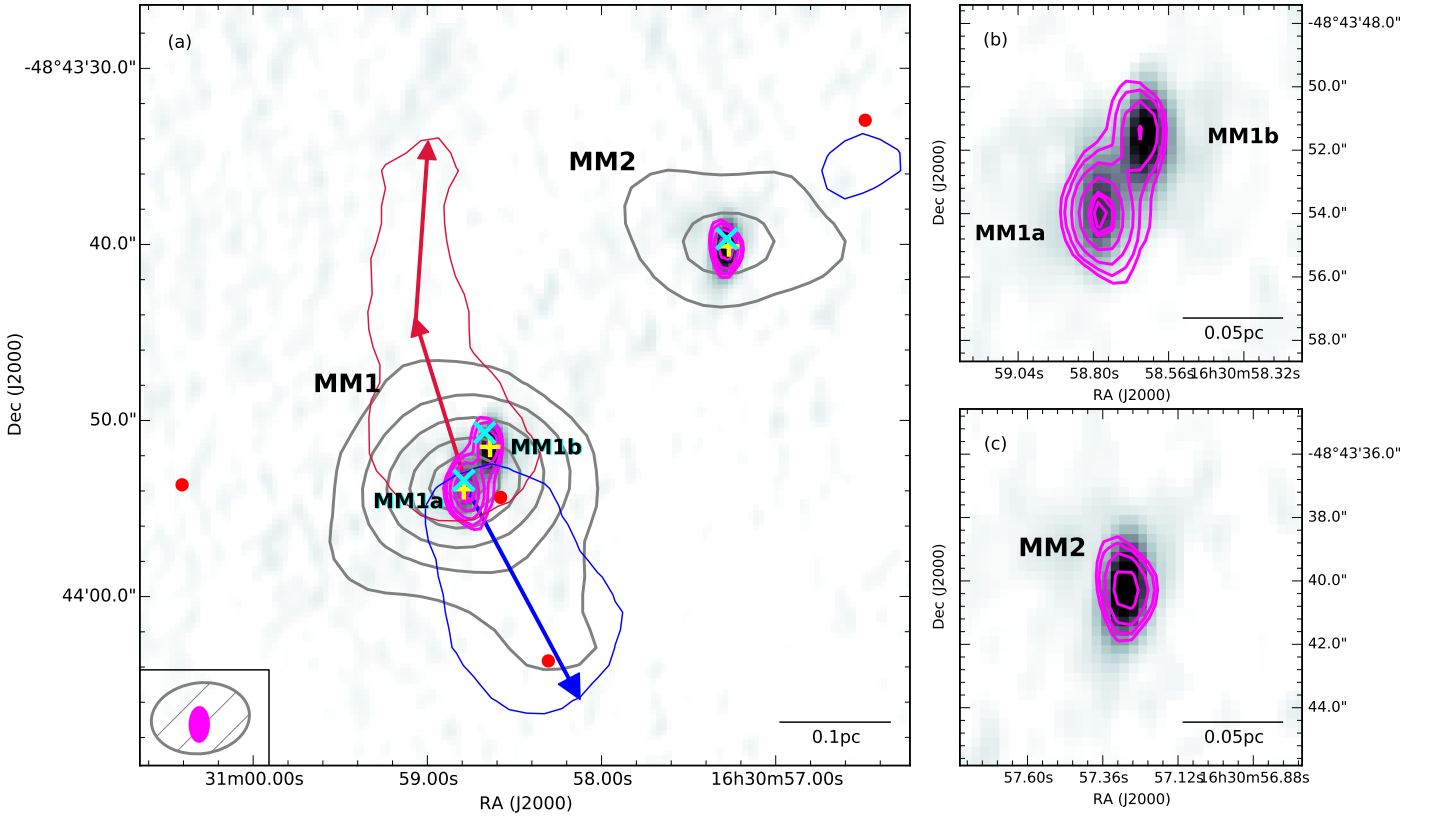 (a)
-48°43'30.0"
40.0"
50.0"
44'00.0"
Dec (J2000)
MM2
MM1
MM1b
MM1a
0.1pc
31m00.00s
59.00s
58.00s
16h30m57.00s
RA (J2000)
(b)
MM1b
MM1a
0.05pc
-48°43'48.0"
50.0"
52.0"
54.0"
56.0"
58.0"
Dec (J2000)
59.04s
58.80s
58.56s
16h30m58.32s
RA (J2000)
(c)
MM2
0.05pc
-48°43'36.0"
38.0"
40.0"
42.0"
44.0"
Dec (J2000)
57.60s
57.36s
57.12s
16h30m56.88s
RA (J2000)